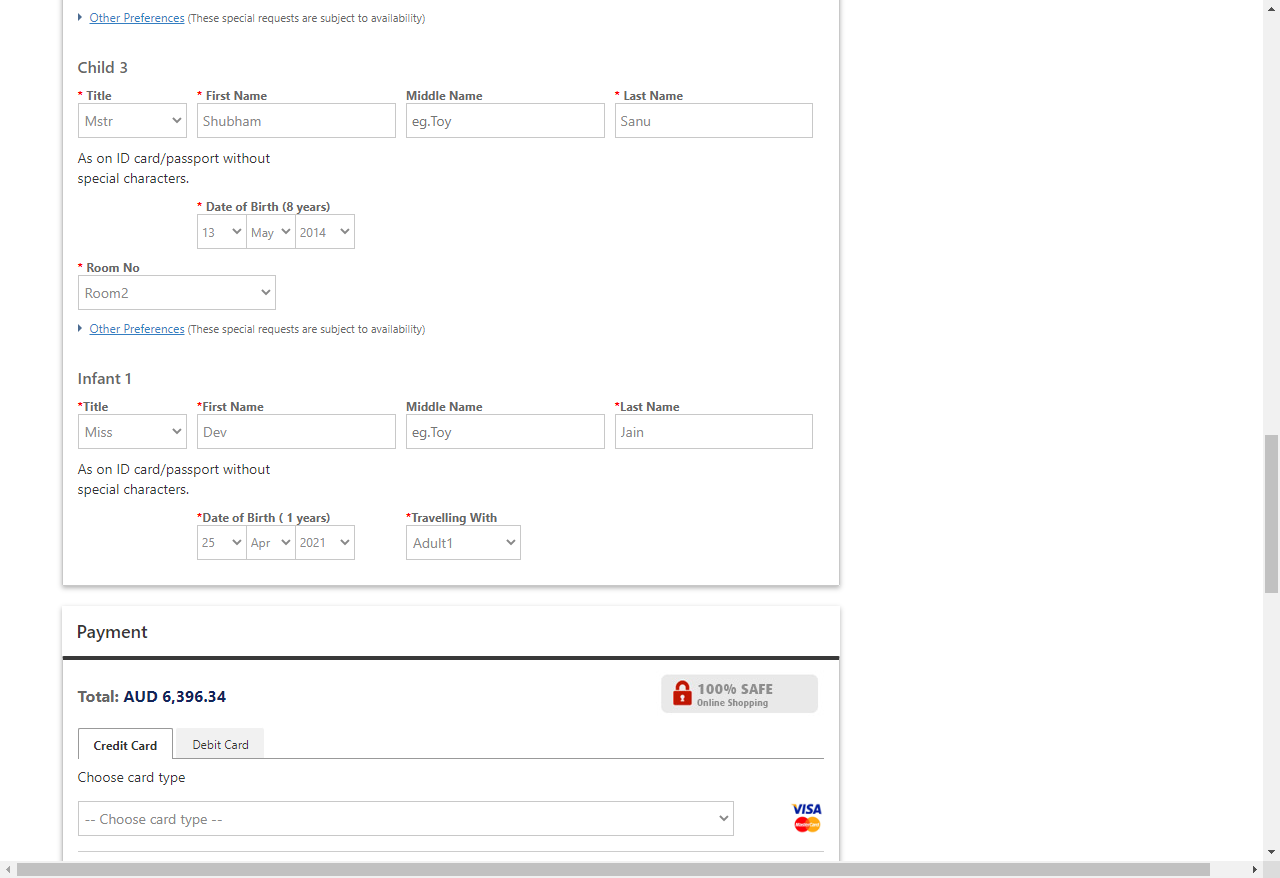 Other Preferences (These special requests are subject to availability)
Child 3
* Title * First Name Middle Name * Last Name
Mstr Shubham eg.Toy Sanu
As on ID card/passport without
special characters.
* Date of Birth (8 years)
13 May 2014
* Room No
Room2
Other Preferences (These special requests are subject to availability)
Infant 1
*Title *First Name Middle Name *Last Name
Miss Dev eg.Toy Jain
As on ID card/passport without
special characters.
*Date of Birth ( 1 years) *Travelling With
25 Apr 2021 Adult1
Payment
Total: AUD 6,396.34
100% SAFE
Online Shopping
Credit Card Debit Card
Choose card type
-- Choose card type --
VISA
MasterCard